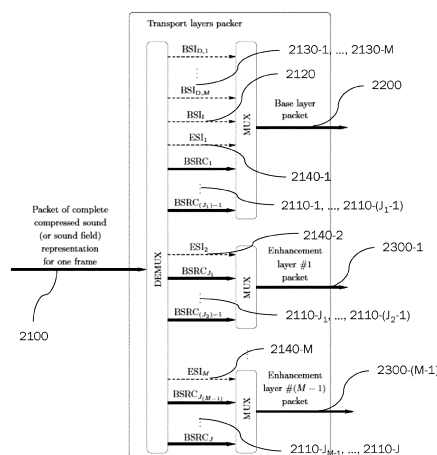 Transport layers packer
BSI_{D,1}
2130-1, ..., 2130-M
BSI_{D,M}
2120
BSI_I
2200
Base layer
packet
ESI_1
MUX
BSRC_1
2140-1
BSRC_{(J_1)-1}
2110-1, ..., 2110-(J_1-1)
Packet of complete
compressed sound
(or sound field)
representation
for one frame
2100
DEMUX
ESI_2
2140-2
2300-1
BSRC_{J_1}
MUX
Enhancement
layer #1
packet
BSRC_{(J_2)-1}
2110-J_1, ..., 2110-(J_2-1)
ESI_M
2140-M
2300-(M-1)
BSRC_{J_{(M-1)}}
MUX
Enhancement
layer #(M − 1)
packet
BSRC_J
2110-J_{M-1}, ..., 2110-J